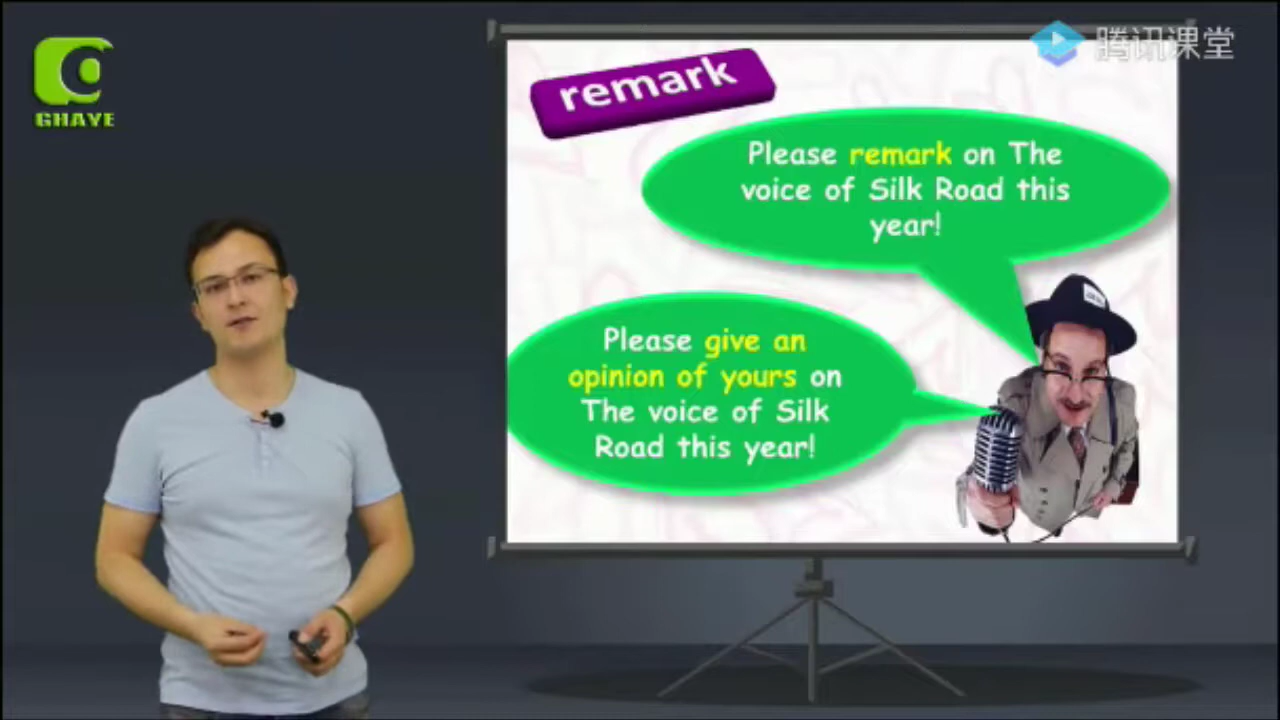 GHAYE
腾讯课堂
remark
Please remark on The
voice of Silk Road this
year!
Please give an
opinion of yours on
The voice of Silk
Road this year!